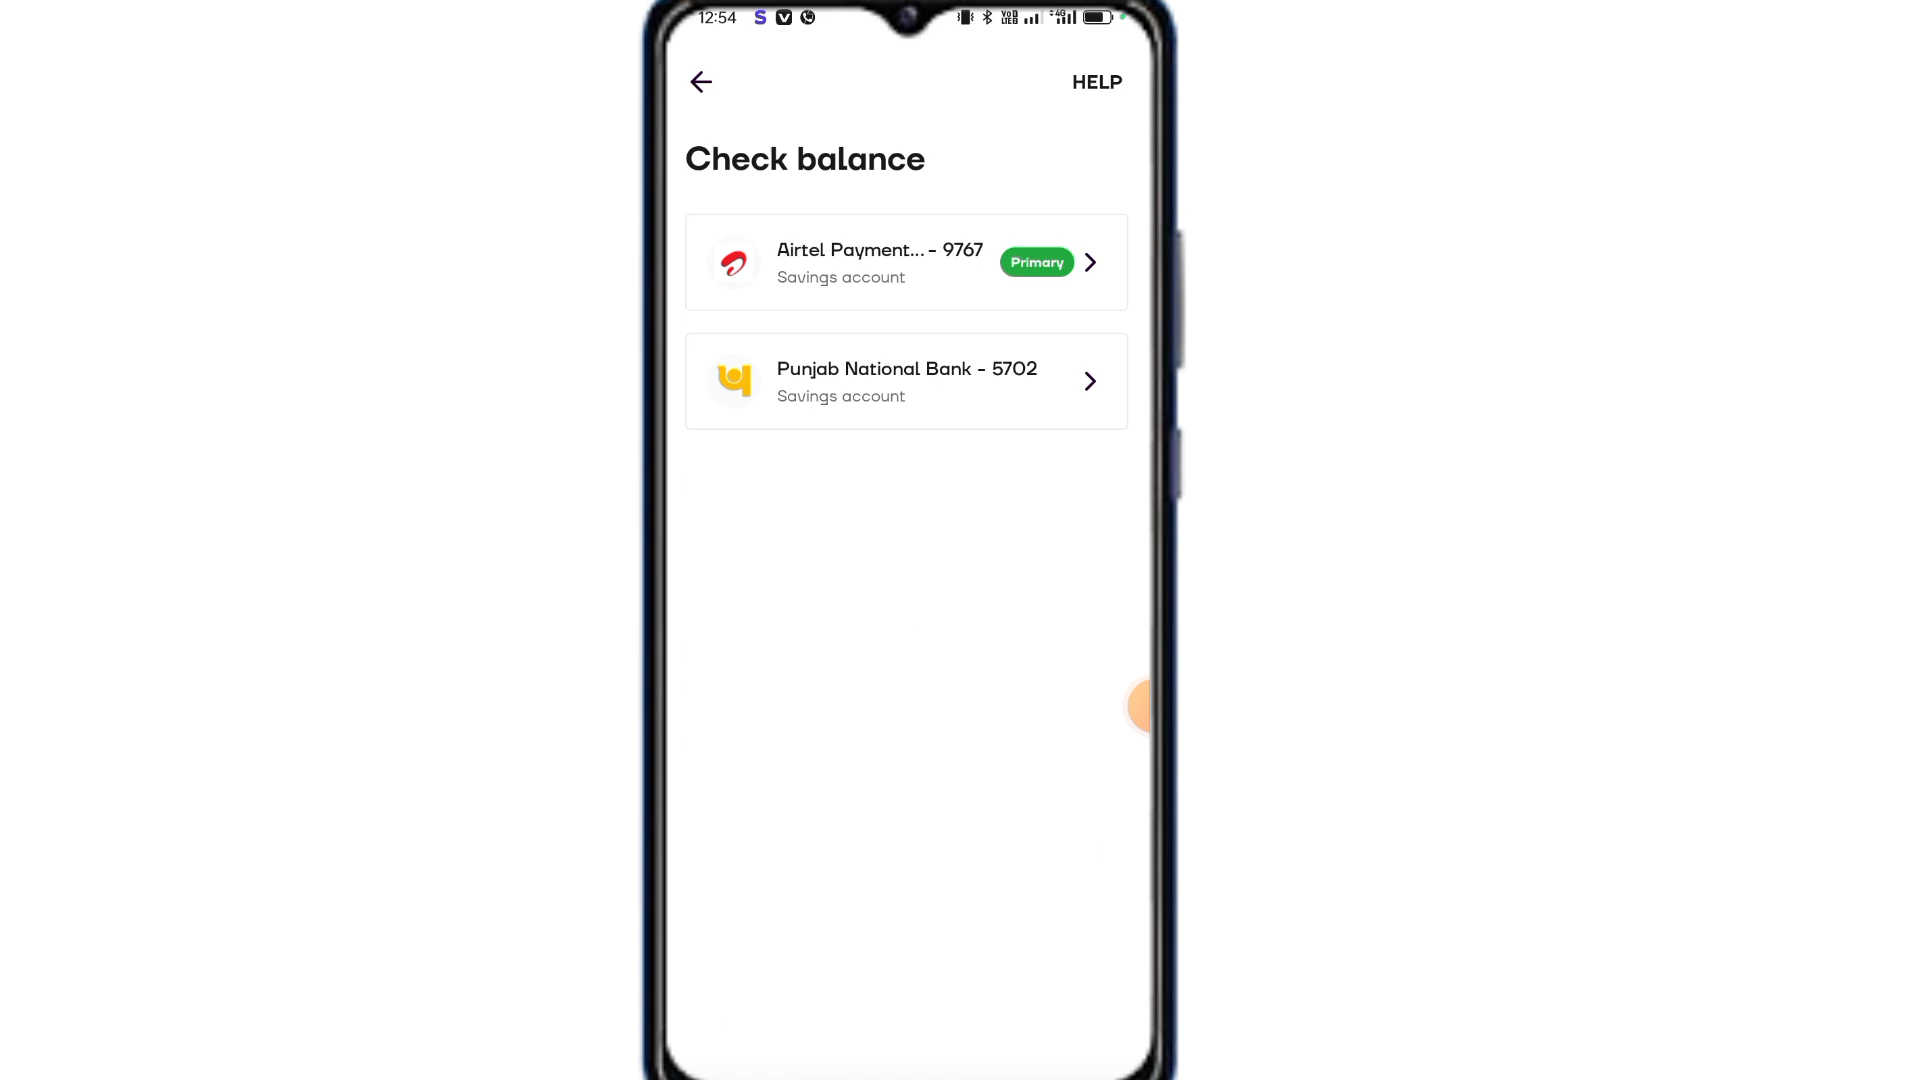 12:54
HELP
Check balance
Airtel Payment... - 9767
Primary
Savings account
Punjab National Bank - 5702
Savings account